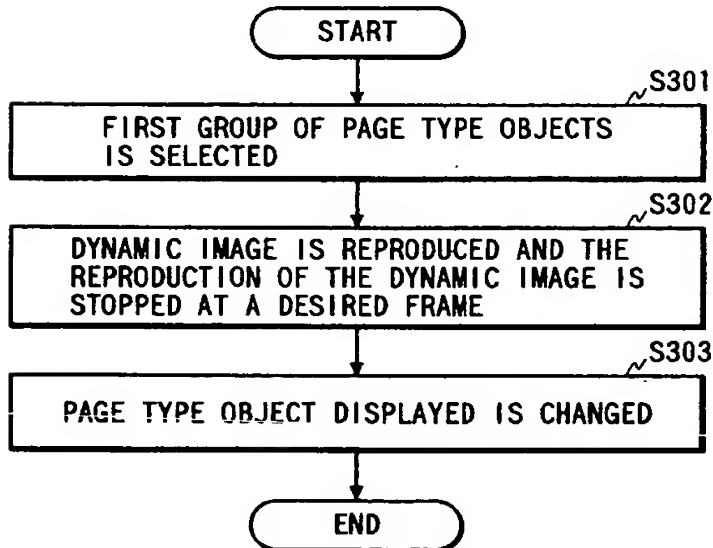 START
S301
FIRST GROUP OF PAGE TYPE OBJECTS
IS SELECTED
S302
DYNAMIC IMAGE IS REPRODUCED AND THE
REPRODUCTION OF THE DYNAMIC IMAGE IS
STOPPED AT A DESIRED FRAME
S303
PAGE TYPE OBJECT DISPLAYED IS CHANGED
END